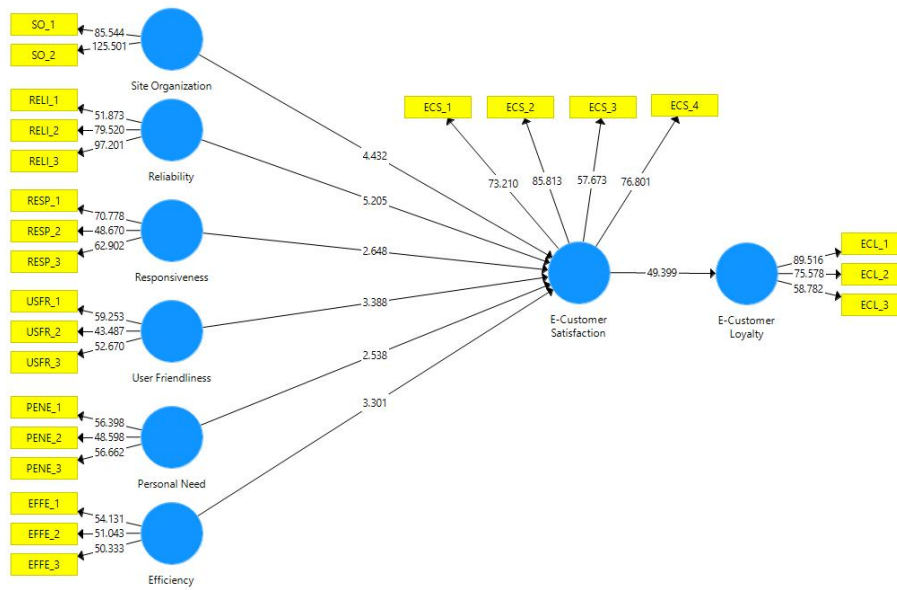 SO_1
85.544
SO_2
125.501
Site Organization
RELI_1
51.873
RELI_2
79.520
RELI_3
97.201
Reliability
RESP_1
70.778
RESP_2
48.670
RESP_3
62.902
Responsiveness
USFR_1
59.253
USFR_2
43.487
USFR_3
52.670
User Friendliness
PENE_1
56.398
PENE_2
48.598
PENE_3
56.662
Personal Need
EFFE_1
54.131
EFFE_2
51.043
EFFE_3
50.333
Efficiency
4.432
5.205
2.648
3.388
2.538
3.301
ECS_1
ECS_2
ECS_3
ECS_4
73.210
85.813
57.673
76.801
E-Customer
Satisfaction
49.399
E-Customer
Loyalty
89.516
ECL_1
75.578
ECL_2
58.782
ECL_3